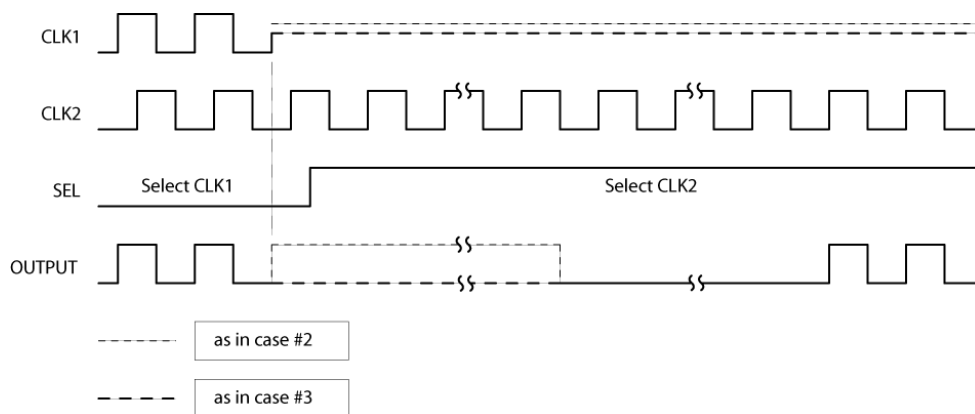 CLK1
CLK2
SEL
Select CLK1
Select CLK2
OUTPUT
as in case #2
as in case #3